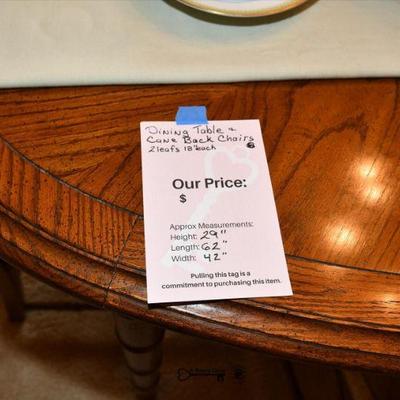 Dining Table &
Cane Back Chairs
2 leafs 18" each 6
Our Price:
$
Approx Measurements:
Height: 29"
Length: 62"
Width: 42"
Pulling this tag is a
commitment to purchasing this item.